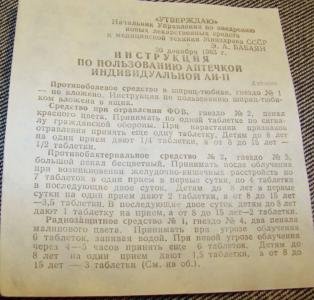 «УТВЕРЖДАЮ»
Начальник Управления по внедрению
новых лекарственных средств
и медицинской техники Минздрава СССР
Э. А. БАБАЯН
30 декабря 1985 г.
ИНСТРУКЦИЯ
ПО ПОЛЬЗОВАНИЮ АПТЕЧКОЙ
ИНДИВИДУАЛЬНОЙ АИ-II
Противоболевое средство в шприц-тюбике, гнездо № 1
— не вложено. Инструкция по пользованию шприц-тюби-
ком вложена в ящик.
Средство при отравлении ФОВ, гнездо № 2, пенал
красного цвета. Принимать по одной таблетке по сигна-
лу гражданской обороны. При нарастании признаков
отравления принять еще одну таблетку. Детям до 8 лет
на один прием дают 1/4 таблетки, а от 8 до 15 лет —
1/2 таблетки.
Противобактериальное средство № 2, гнездо № 3,
большой пенал бесцветный. Принимать после облучения
при возникновении желудочно-кишечных расстройств по
7 таблеток в один прием в первые сутки, по 4 таблетки
в последующие двое суток. Детям до 8 лет в первые
сутки на один прием дают 2 таблетки, а от 8 до 15 лет
—3,5 таблетки. В последующие двое суток детям до 8 лет
дают 1 таблетку на прием, а от 8 до 15 лет—2 таблетки.
Радиозащитное средство № 1, гнездо № 4, два пенала
малинового цвета. Принимать при угрозе облучения
6 таблеток, запивая водой. При новой угрозе облучения
через 4—5 часов принять еще 6 таблеток. Детям до
8 лет на один прием дают 1,5 таблетки, а от 8 до
15 лет — 3 таблетки (См. на об.).